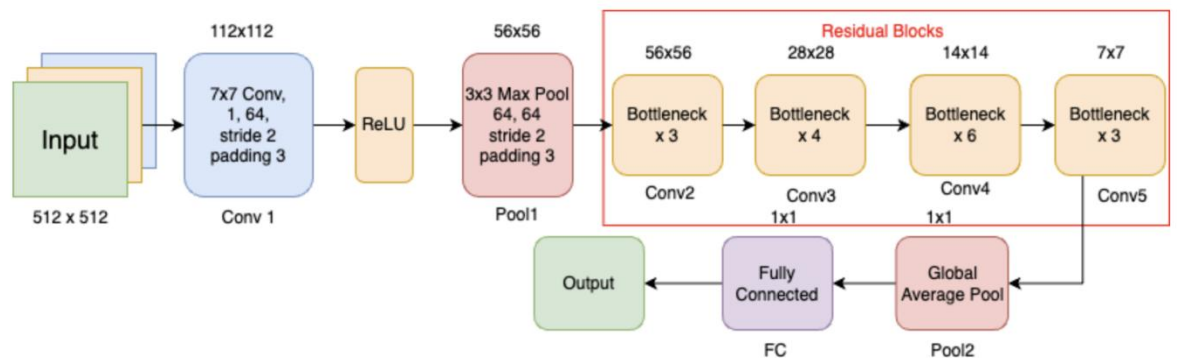 112x112
56x56
Residual Blocks
56x56
28x28
14x14
7x7
Input
7x7 Conv,
1, 64,
stride 2
padding 3
ReLU
3x3 Max Pool
64, 64
stride 2
padding 3
Bottleneck
x 3
Bottleneck
x 4
Bottleneck
x 6
Bottleneck
x 3
512 x 512
Conv 1
Pool1
Conv2
Conv3
Conv4
Conv5
1x1
1x1
Output
Fully
Connected
Global
Average Pool
FC
Pool2